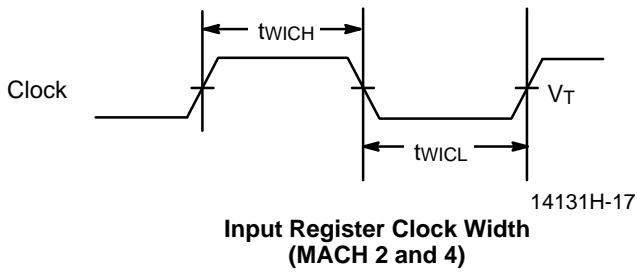 tWICH
Clock
VT
tWICL
14131H-17
Input Register Clock Width
(MACH 2 and 4)